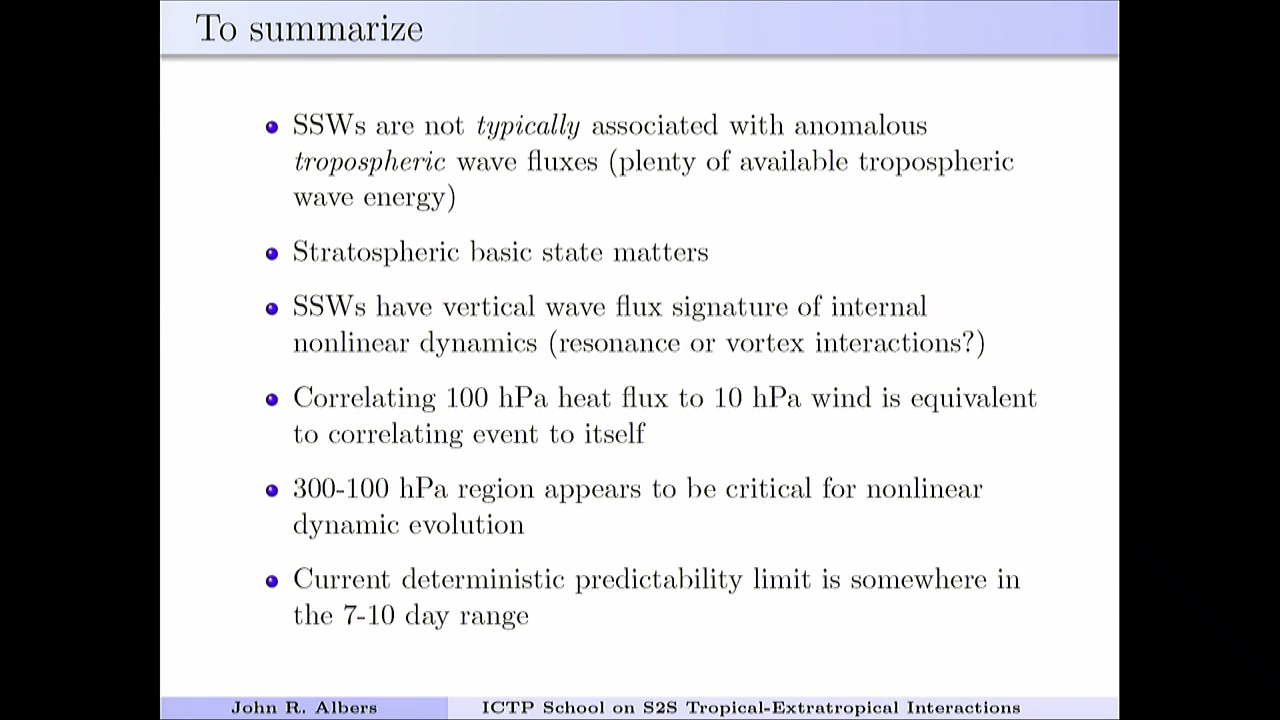 To summarize
SSWs are not typically associated with anomalous
tropospheric wave fluxes (plenty of available tropospheric
wave energy)
Stratospheric basic state matters
SSWs have vertical wave flux signature of internal
nonlinear dynamics (resonance or vortex interactions?)
Correlating 100 hPa heat flux to 10 hPa wind is equivalent
to correlating event to itself
300-100 hPa region appears to be critical for nonlinear
dynamic evolution
Current deterministic predictability limit is somewhere in
the 7-10 day range
John R. Albers
ICTP School on S2S Tropical-Extratropical Interactions